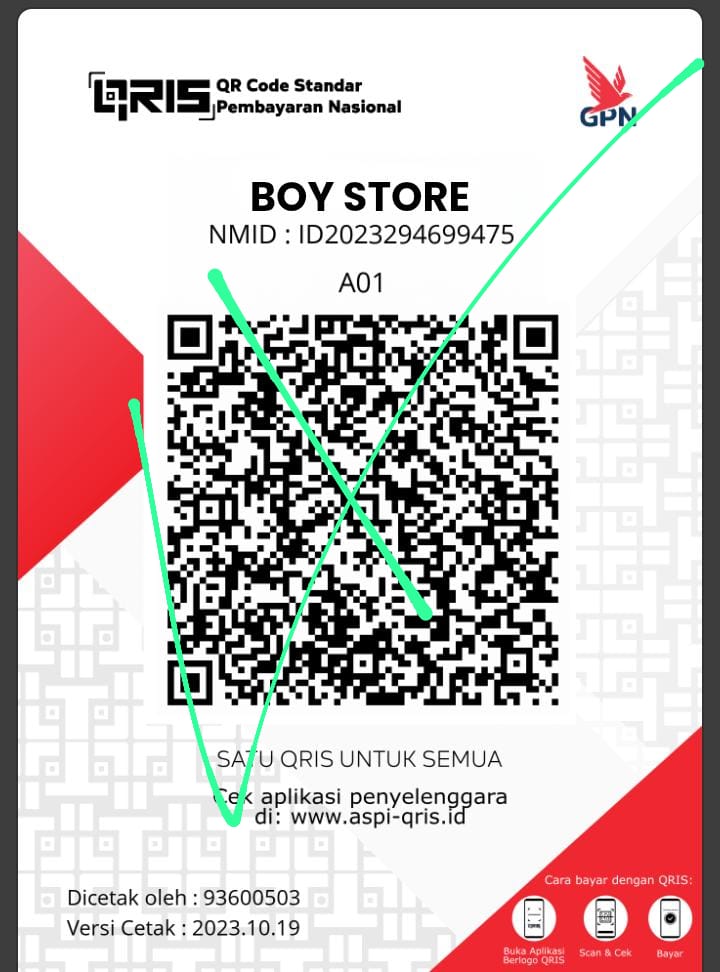 QRIS QR Code Standar
Pembayaran Nasional
GPN
BOY STORE
NMID : ID2023294699475
A01
SATU QRIS UNTUK SEMUA
Cek aplikasi penyelenggara
di: www.aspi-qris.id
Dicetak oleh : 93600503
Versi Cetak : 2023.10.19
Cara bayar dengan QRIS:
Buka Aplikasi
Berlogo QRIS
Scan & Cek
Bayar